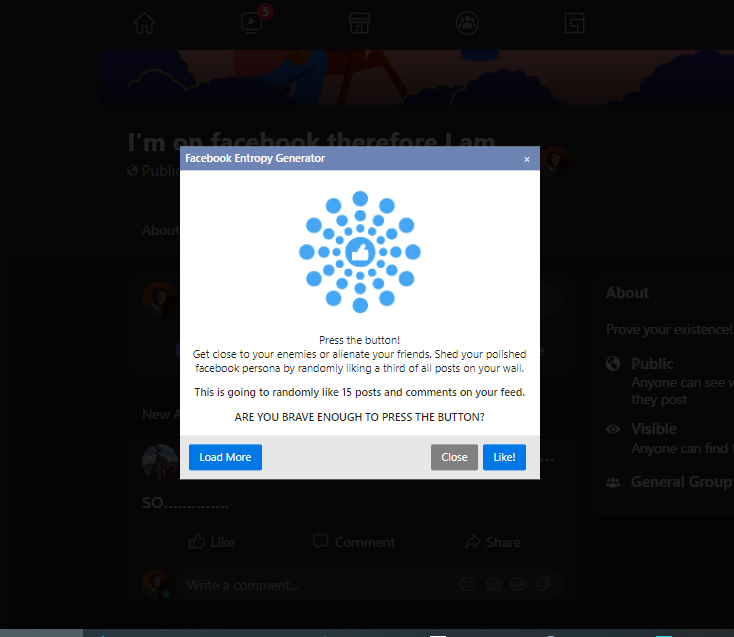 5
I'm on facebook therefore I am
Public
Facebook Entropy Generator
×
About
Press the button!
Get close to your enemies or alienate your friends. Shed your polished
facebook persona by randomly liking a third of all posts on your wall.
This is going to randomly like 15 posts and comments on your feed.
ARE YOU BRAVE ENOUGH TO PRESS THE BUTTON?
Load More
Close
Like!
New A
SO..............
Like
Comment
Share
Write a comment...
About
Prove your existence!
Public
Anyone can see
they post
Visible
Anyone can find
General Group